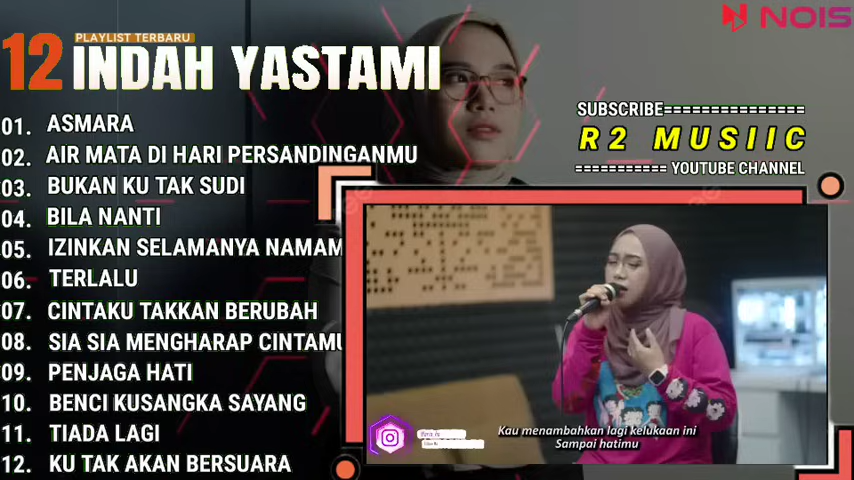 PLAYLIST TERBARU
12 INDAH YASTAMI
01. ASMARA
02. AIR MATA DI HARI PERSANDINGANMU
03. BUKAN KU TAK SUDI
04. BILA NANTI
05. IZINKAN SELAMANYA NAMAM
06. TERLALU
07. CINTAKU TAKKAN BERUBAH
08. SIA SIA MENGHARAP CINTAMU
09. PENJAGA HATI
10. BENCI KUSANGKA SAYANG
11. TIADA LAGI
12. KU TAK AKAN BERSUARA
NOIS
SUBSCRIBE===============
R2 MUSIIC
=========== YOUTUBE CHANNEL
Kau menambahkan lagi kelukaan ini
Sampai hatimu